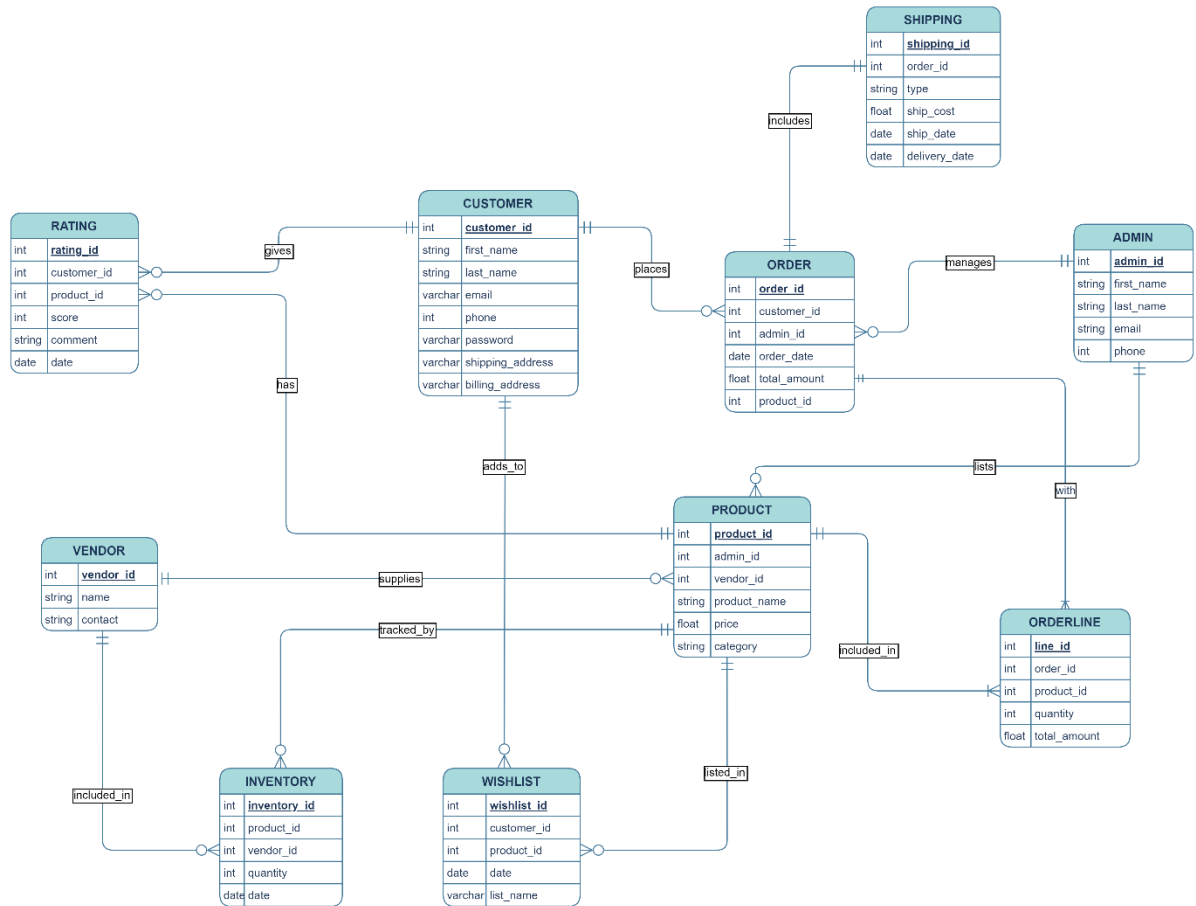 SHIPPING
int shipping_id
int order_id
string type
float ship_cost
date ship_date
date delivery_date
includes
CUSTOMER
int customer_id
string first_name
string last_name
varchar email
int phone
varchar password
varchar shipping_address
varchar billing_address
RATING
int rating_id
int customer_id
int product_id
int score
string comment
date date
gives
places
ORDER
int order_id
int customer_id
int admin_id
date order_date
float total_amount
int product_id
manages
ADMIN
int admin_id
string first_name
string last_name
string email
int phone
has
adds_to
lists
with
PRODUCT
int product_id
int admin_id
int vendor_id
string product_name
float price
string category
VENDOR
int vendor_id
string name
string contact
supplies
tracked_by
included_in
ORDERLINE
int line_id
int order_id
int product_id
int quantity
float total_amount
included_in
INVENTORY
int inventory_id
int product_id
int vendor_id
int quantity
date date
WISHLIST
int wishlist_id
int customer_id
int product_id
date date
varchar list_name
listed_in